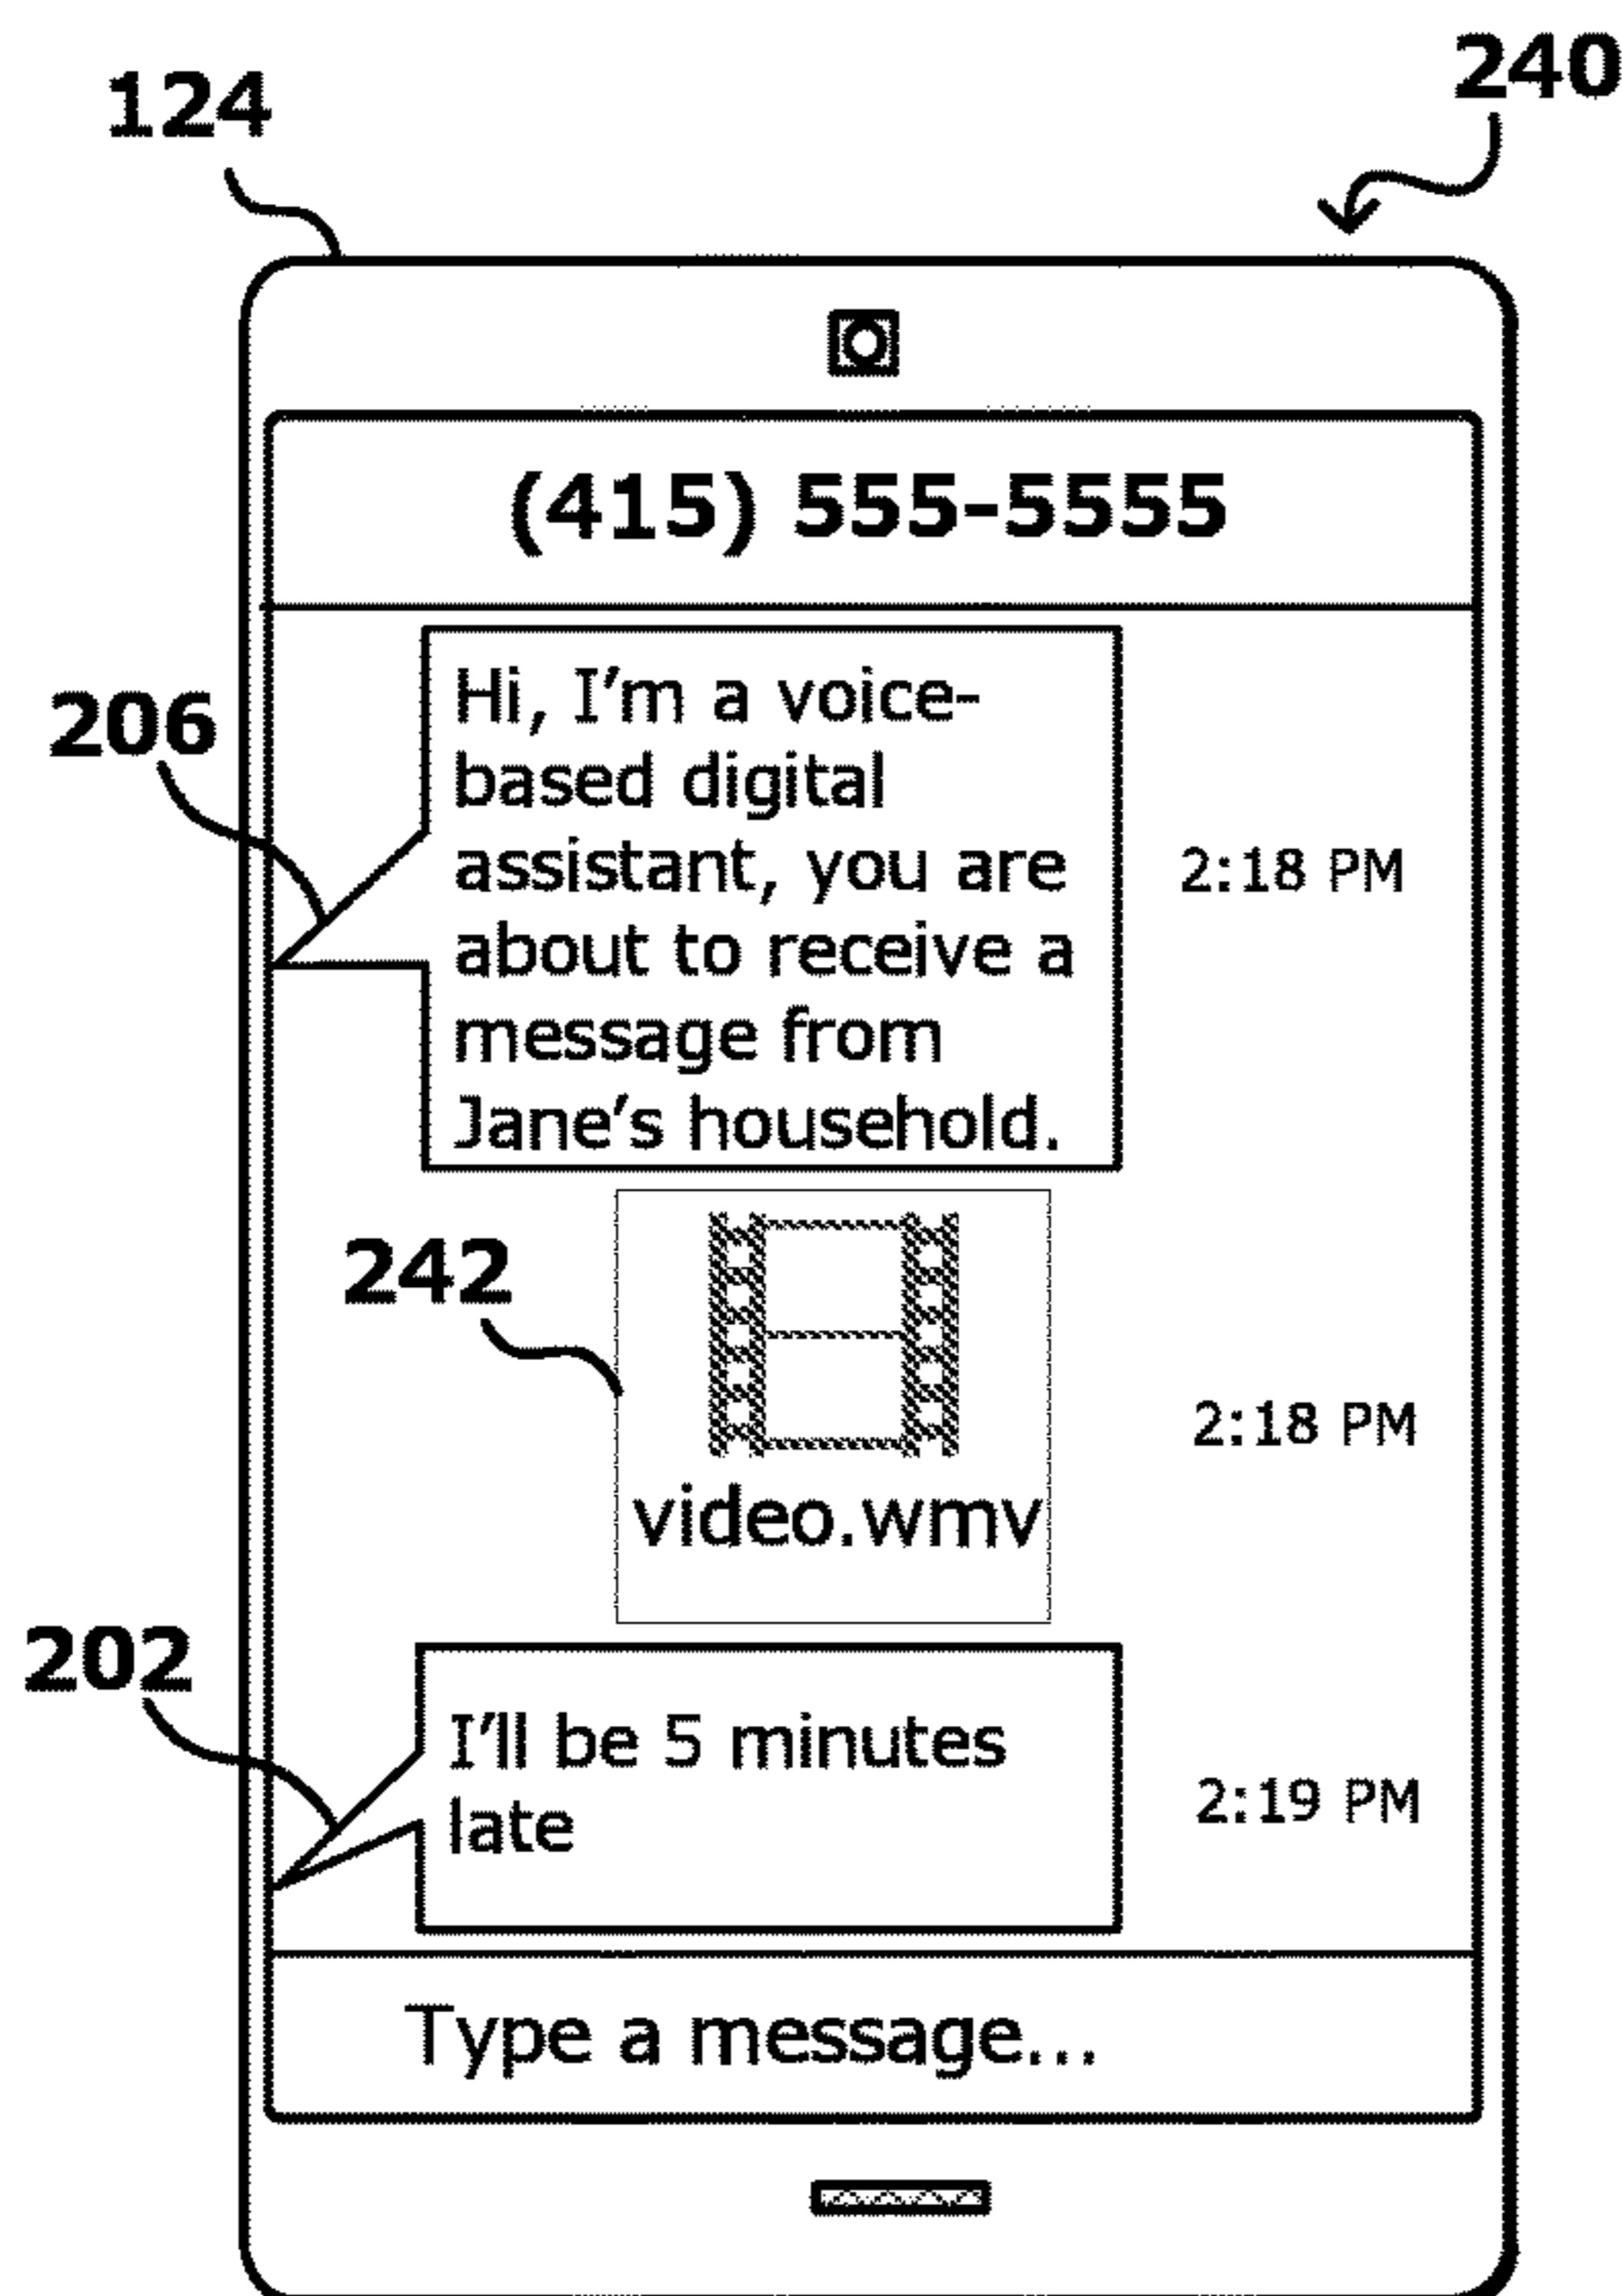 240
124
(415) 555-5555
206
Hi, I'm a voice-
based digital
assistant, you are
about to receive a
message from
Jane's household.
2:18 PM
242
video.wmv
2:18 PM
202
I'll be 5 minutes
late
2:19 PM
Type a message...